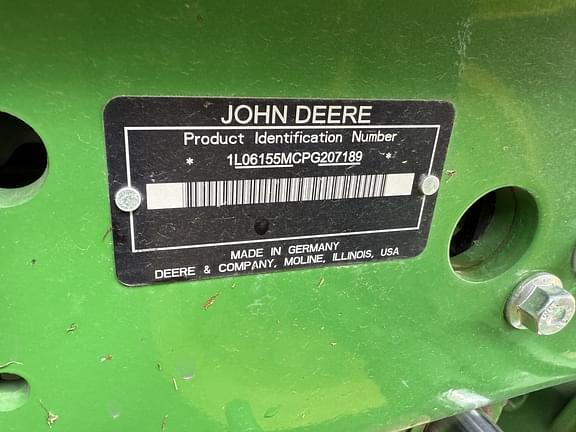 JOHN DEERE
Product Identification Number
* 1L06155MCPG207189 *
MADE IN GERMANY
DEERE & COMPANY, MOLINE, ILLINOIS, USA